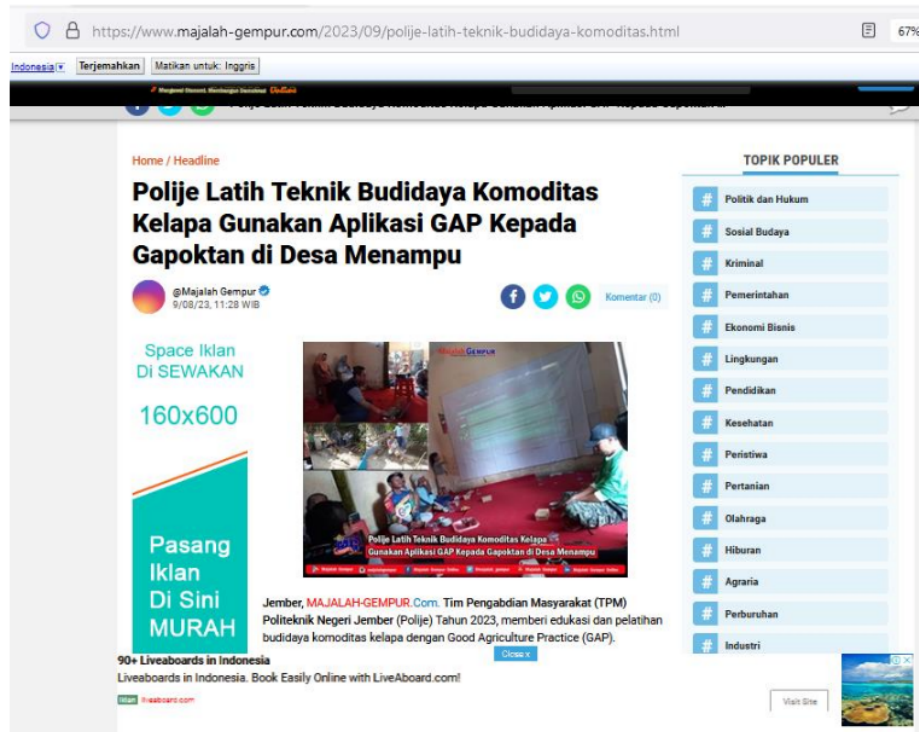 https://www.majalah-gempur.com/2023/09/polije-latih-teknik-budidaya-komoditas.html
67%
Indonesia
Terjemahkan
Matikan untuk: Inggris
Home / Headline
Polije Latih Teknik Budidaya Komoditas
Kelapa Gunakan Aplikasi GAP Kepada
Gapoktan di Desa Menampu
@Majalah Gempur
9/08/23, 11:28 WIB
Komentar (0)
Space Iklan
Di SEWAKAN
160x600
Pasang
Iklan
Di Sini
MURAH
Majalah Gempur
Polije Latih Teknik Budidaya Komoditas Kelapa
Gunakan Aplikasi GAP Kepada Gapoktan di Desa Menampu
Jember, MAJALAH-GEMPUR.Com. Tim Pengabdian Masyarakat (TPM)
Politeknik Negeri Jember (Polije) Tahun 2023, memberi edukasi dan pelatihan
budidaya komoditas kelapa dengan Good Agriculture Practice (GAP).
TOPIK POPULER
# Politik dan Hukum
# Sosial Budaya
# Kriminal
# Pemerintahan
# Ekonomi Bisnis
# Lingkungan
# Pendidikan
# Kesehatan
# Peristiwa
# Pertanian
# Olahraga
# Hiburan
# Agraria
# Perburuhan
# Industri
Close x
90+ Liveaboards in Indonesia
Liveaboards in Indonesia. Book Easily Online with LiveAboard.com!
Iklan liveaboard.com
Visit Site